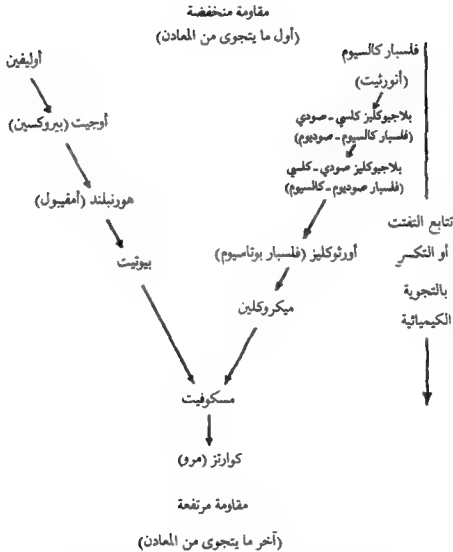 مقاومة منخفضة
(أول ما يتجوى من المعادن)
فلسبار كالسيوم
(أنورثيت)
بلاجيوكليز كلسي - صودي
(فلسبار كالسيوم - صوديوم)
بلاجيوكليز صودي - كلسي
(فلسبار صوديوم - كالسيوم)
أورثوكليز (فلسبار بوتاسيوم)
ميكروكلين
أوليفين
أوجيت (بيروكسين)
هورنبلند (أمفيبول)
بيوتيت
مسكوفيت
كوارتز (مرو)
مقاومة مرتفعة
(آخر ما يتجوى من المعادن)
تتابع التفتت
أو التكسر
بالتجوية
الكيميائية